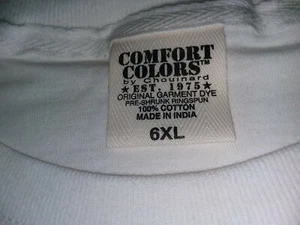 COMFORT
COLORS™
by Chouinard
★ EST. 1975 ★
ORIGINAL GARMENT DYE
PRE-SHRUNK RINGSPUN
100% COTTON
MADE IN INDIA
6XL